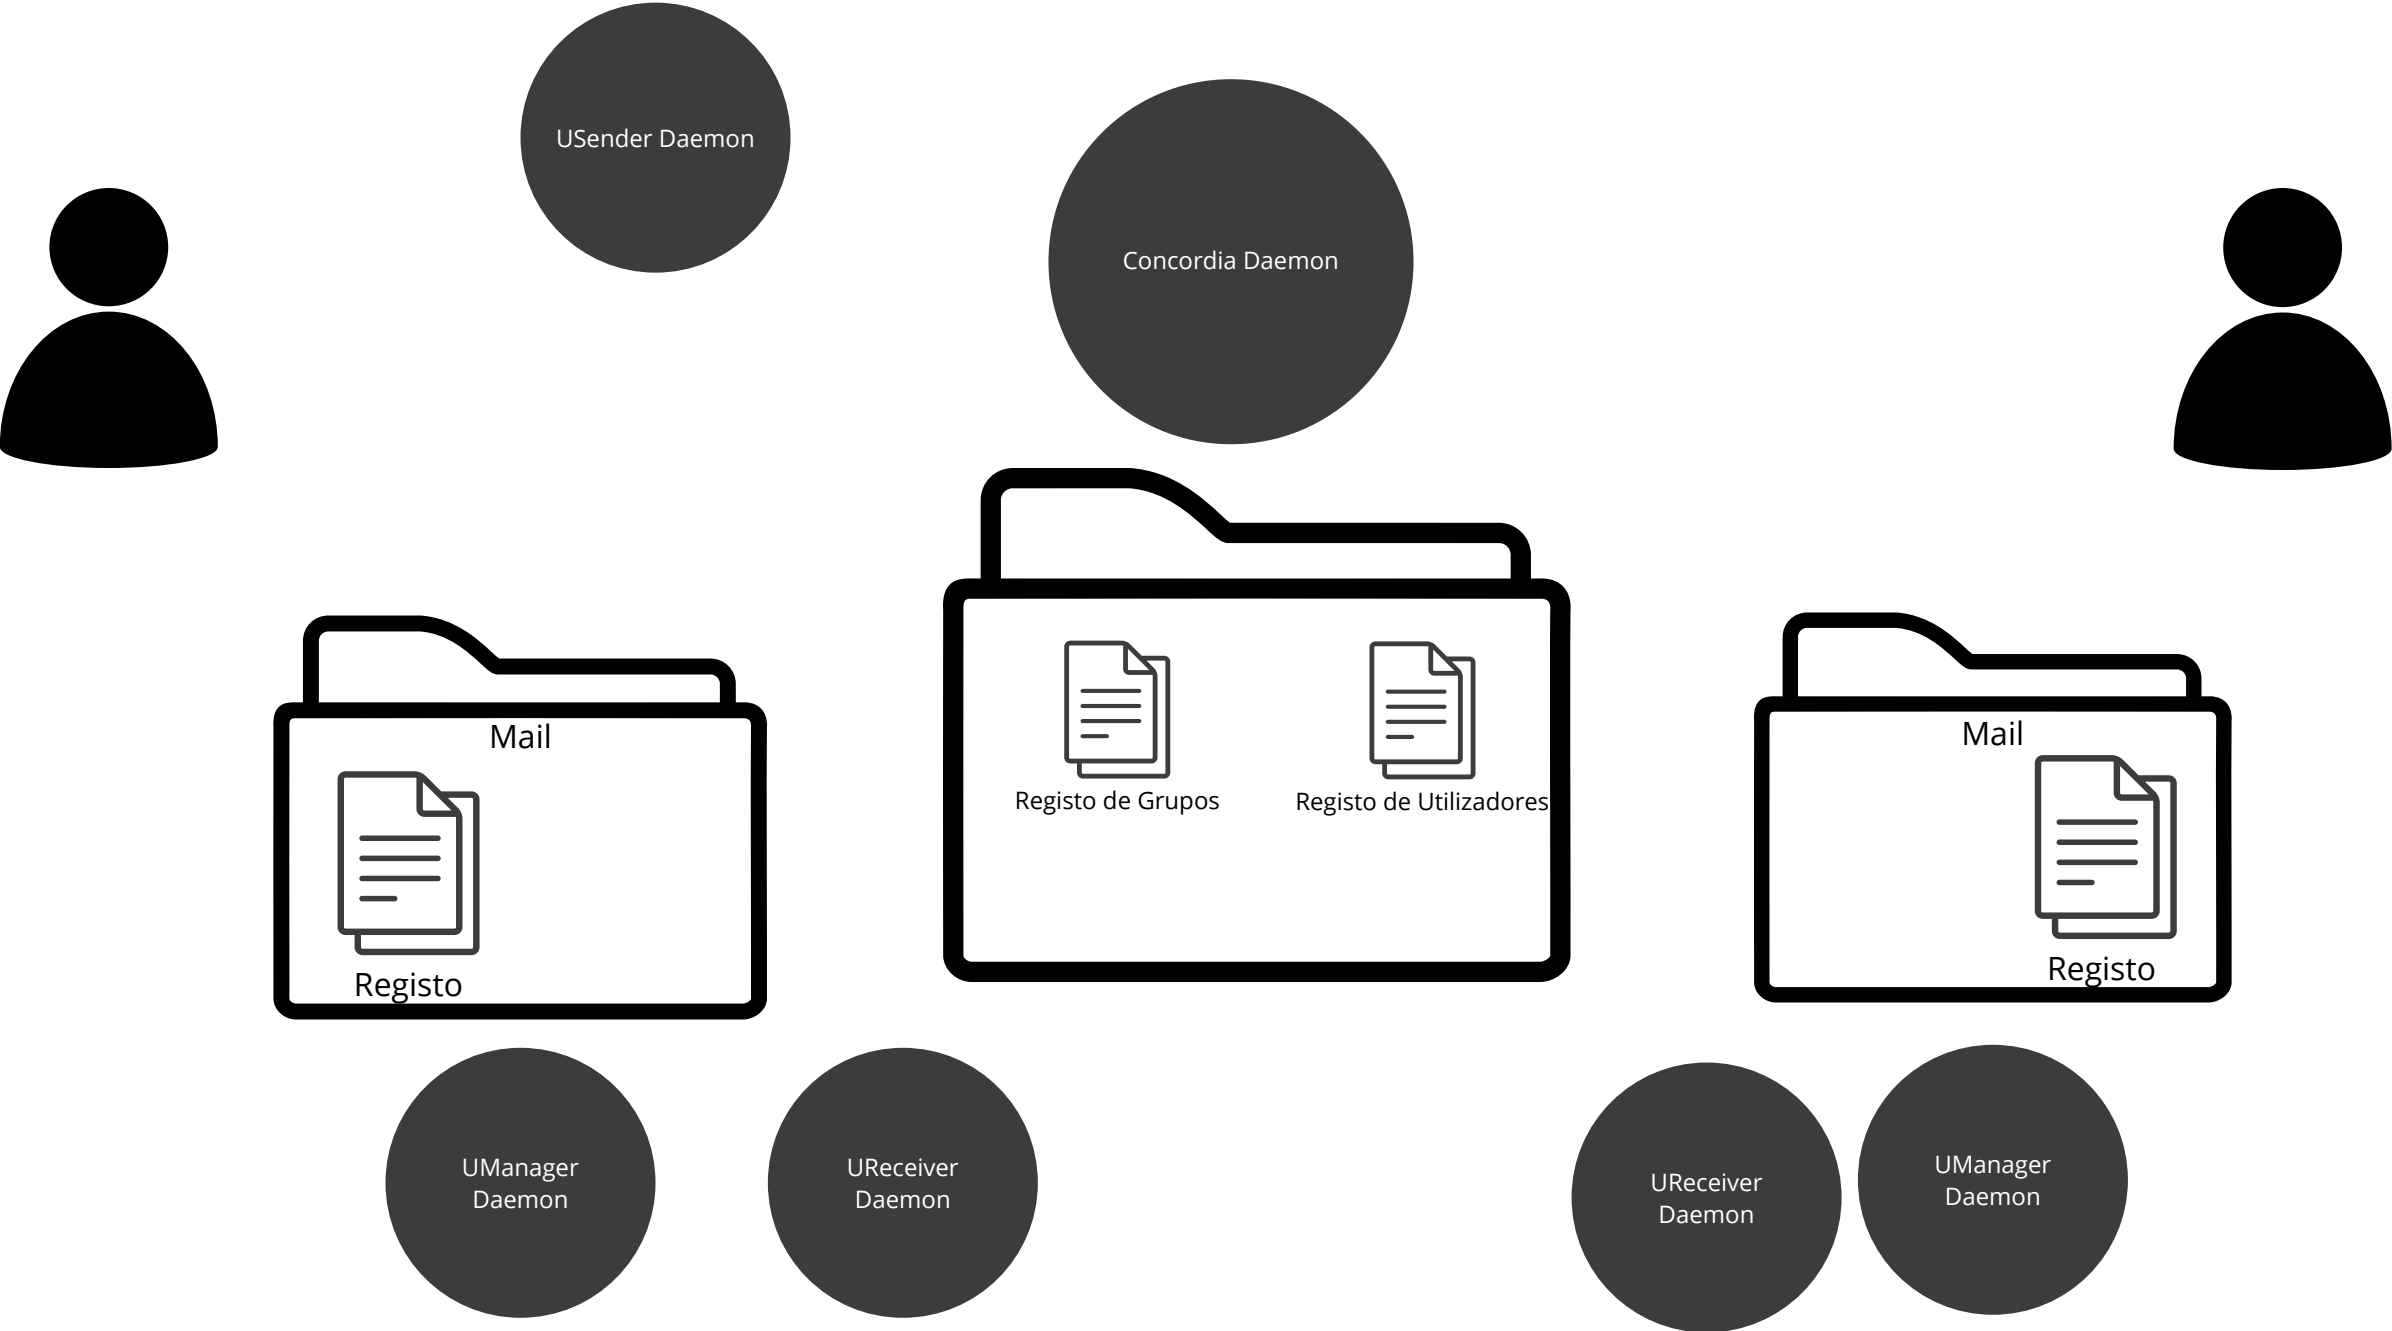 USender Daemon
Concordia Daemon
Mail
Registo
Registo de Grupos
Registo de Utilizadores
Mail
Registo
UManager
Daemon
UReceiver
Daemon
UReceiver
Daemon
UManager
Daemon